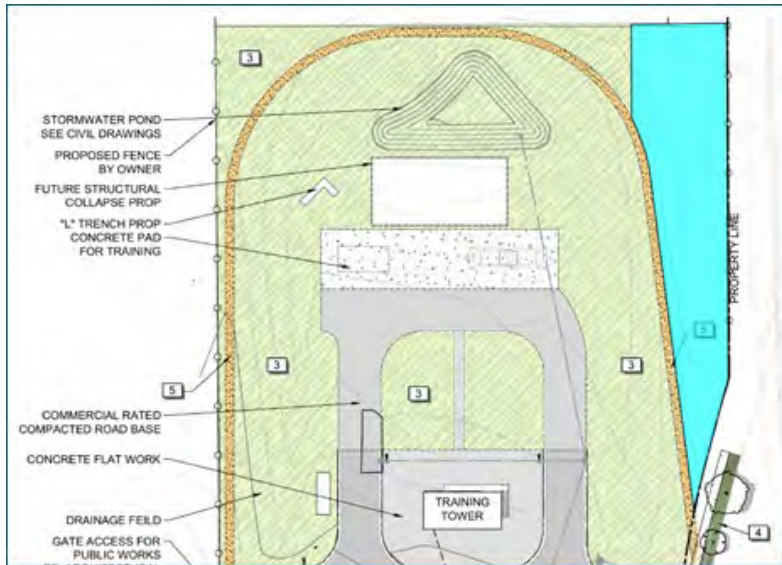 3
STORMWATER POND
SEE CIVIL DRAWINGS
PROPOSED FENCE
BY OWNER
FUTURE STRUCTURAL
COLLAPSE PROP
"L" TRENCH PROP
CONCRETE PAD
FOR TRAINING
PROPERTY LINE
5
3
3
3
5
COMMERCIAL RATED
COMPACTED ROAD BASE
CONCRETE FLAT WORK
TRAINING
TOWER
DRAINAGE FEILD
4
GATE ACCESS FOR
PUBLIC WORKS